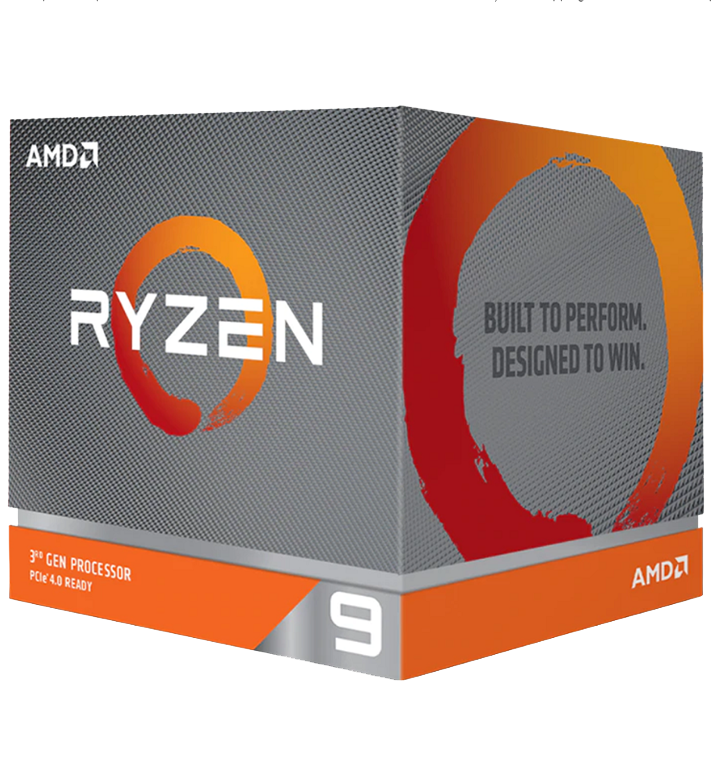 AMD
RYZEN
3RD GEN PROCESSOR
PCIe® 4.0 READY
9
BUILT TO PERFORM.
DESIGNED TO WIN.
AMD